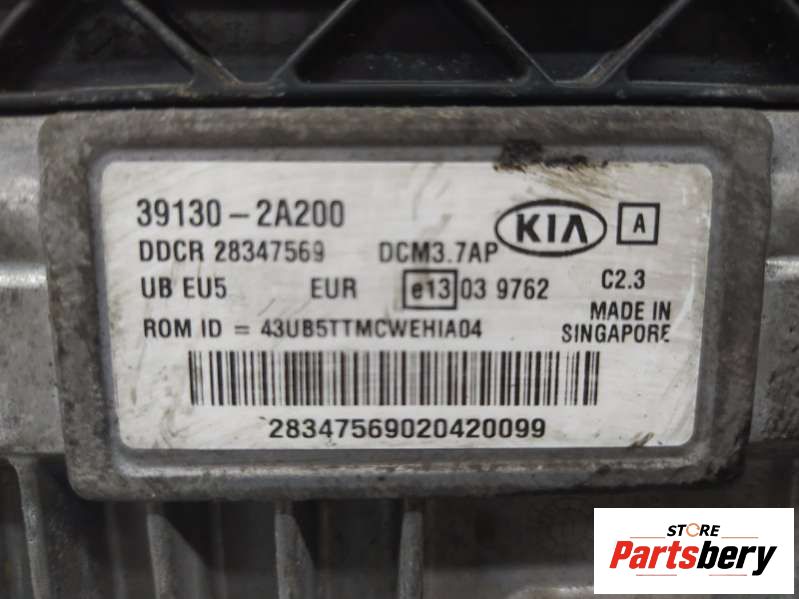 39130-2A200
KIA A
DDCR 28347569 DCM3.7AP
UB EU5 EUR e13 03 9762 C2.3
MADE IN
SINGAPORE
ROM ID = 43UB5TTMCWEHIA04
28347569020420099
STORE
Partsbery